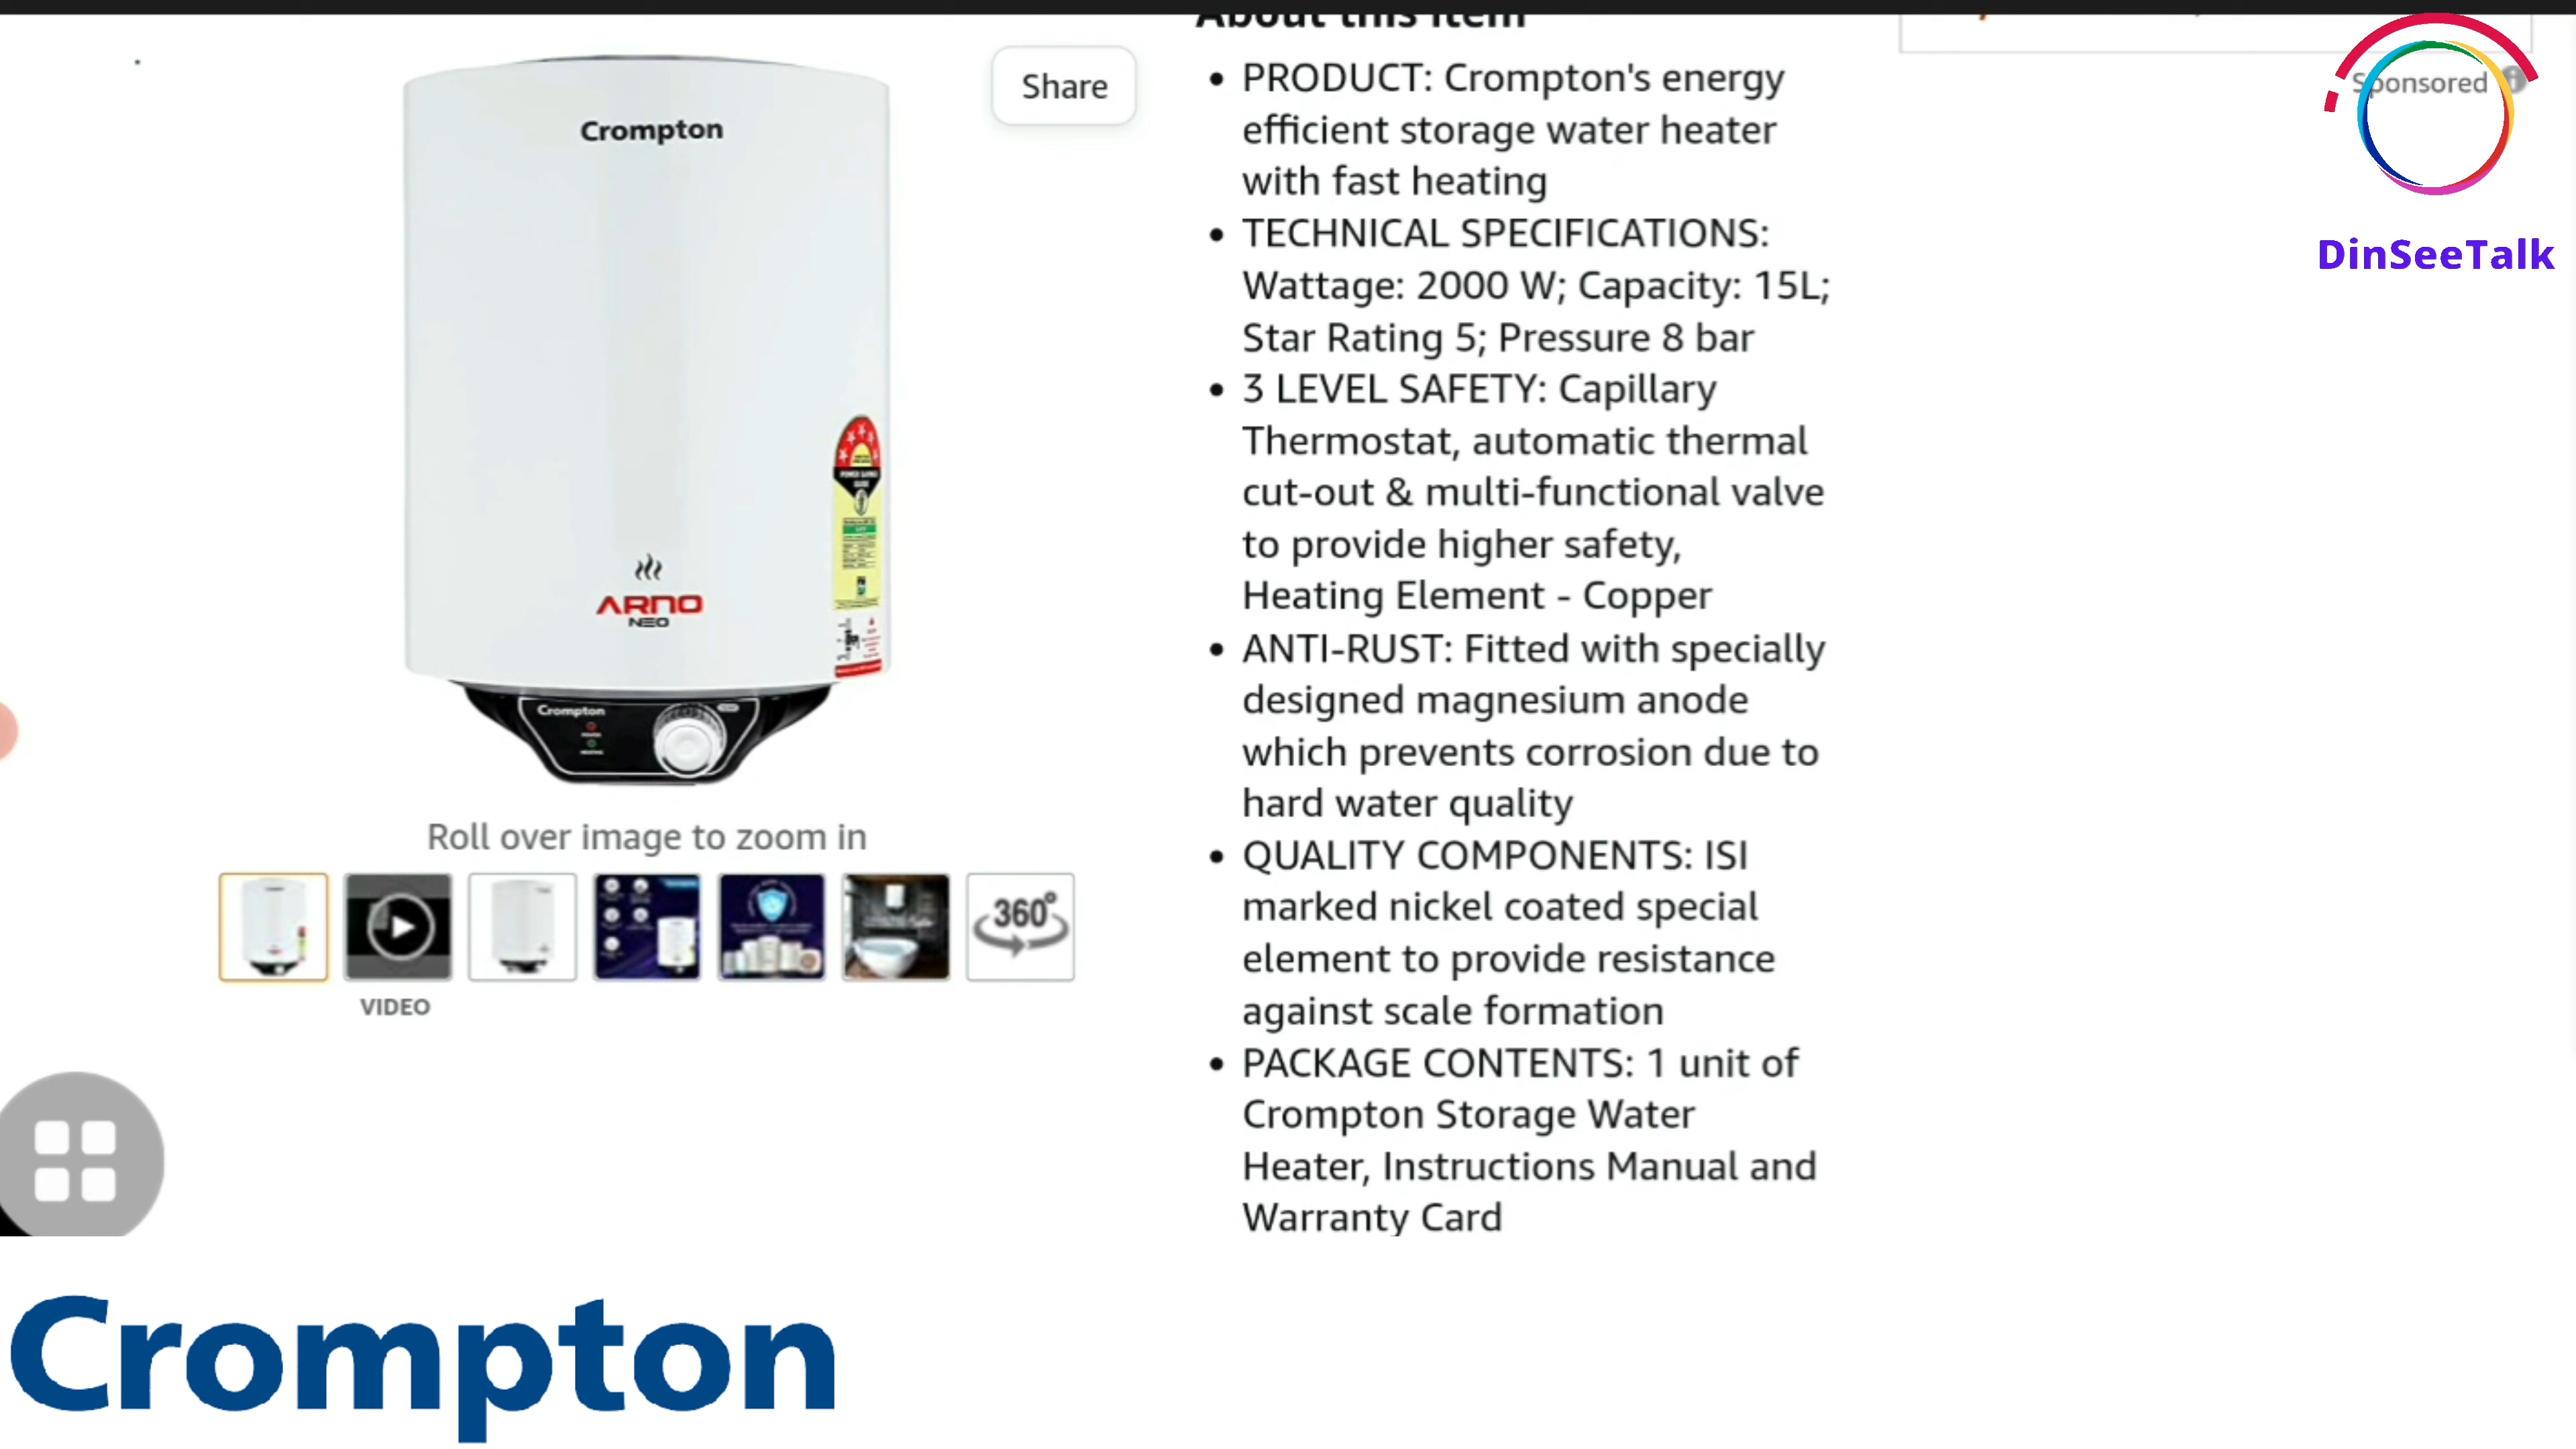 About this item
Share
Sponsored
DinSeeTalk
Crompton
ARNO
NEO
Crompton
Roll over image to zoom in
360°
VIDEO
• PRODUCT: Crompton's energy
efficient storage water heater
with fast heating
• TECHNICAL SPECIFICATIONS:
Wattage: 2000 W; Capacity: 15L;
Star Rating 5; Pressure 8 bar
• 3 LEVEL SAFETY: Capillary
Thermostat, automatic thermal
cut-out & multi-functional valve
to provide higher safety,
Heating Element - Copper
• ANTI-RUST: Fitted with specially
designed magnesium anode
which prevents corrosion due to
hard water quality
• QUALITY COMPONENTS: ISI
marked nickel coated special
element to provide resistance
against scale formation
• PACKAGE CONTENTS: 1 unit of
Crompton Storage Water
Heater, Instructions Manual and
Warranty Card
Crompton